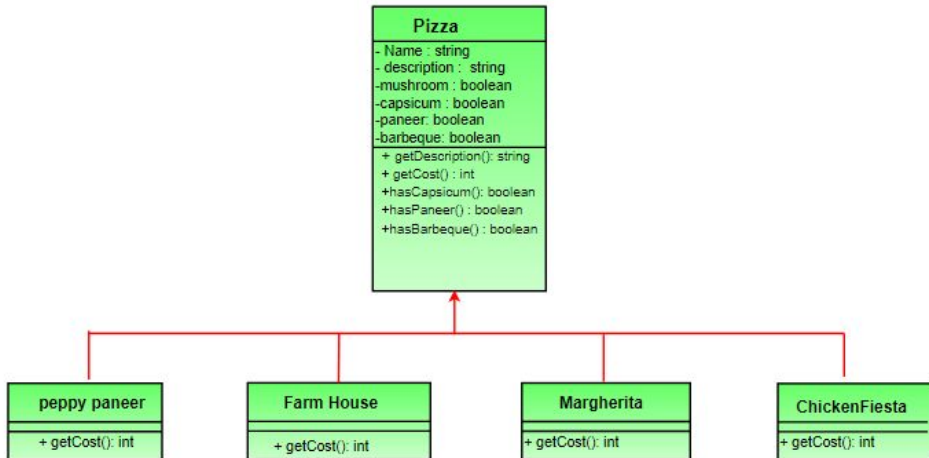 Pizza
- Name : string
- description : string
-mushroom : boolean
-capsicum : boolean
-paneer: boolean
-barbeque: boolean
+ getDescription(): string
+ getCost() : int
+hasCapsicum(): boolean
+hasPaneer() : boolean
+hasBarbeque() : boolean
peppy paneer
+ getCost(): int
Farm House
+ getCost(): int
Margherita
+ getCost(): int
ChickenFiesta
+ getCost(): int